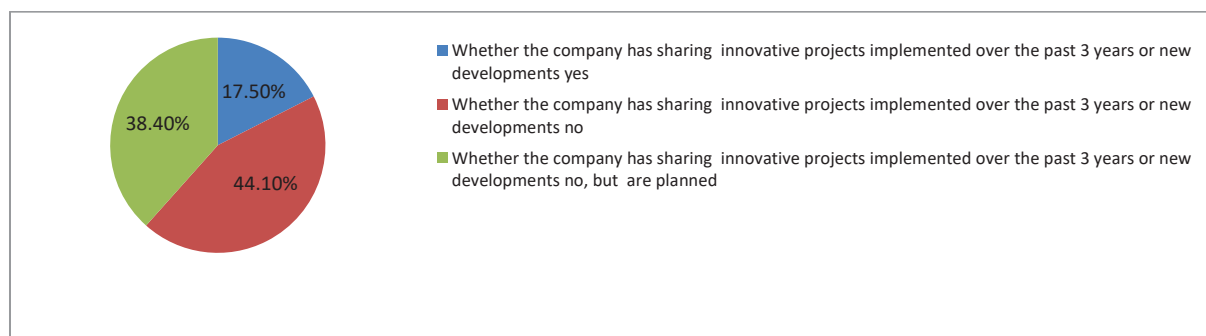 17.50%
38.40%
44.10%
Whether the company has sharing innovative projects implemented over the past 3 years or new
developments yes
Whether the company has sharing innovative projects implemented over the past 3 years or new
developments no
Whether the company has sharing innovative projects implemented over the past 3 years or new
developments no, but are planned